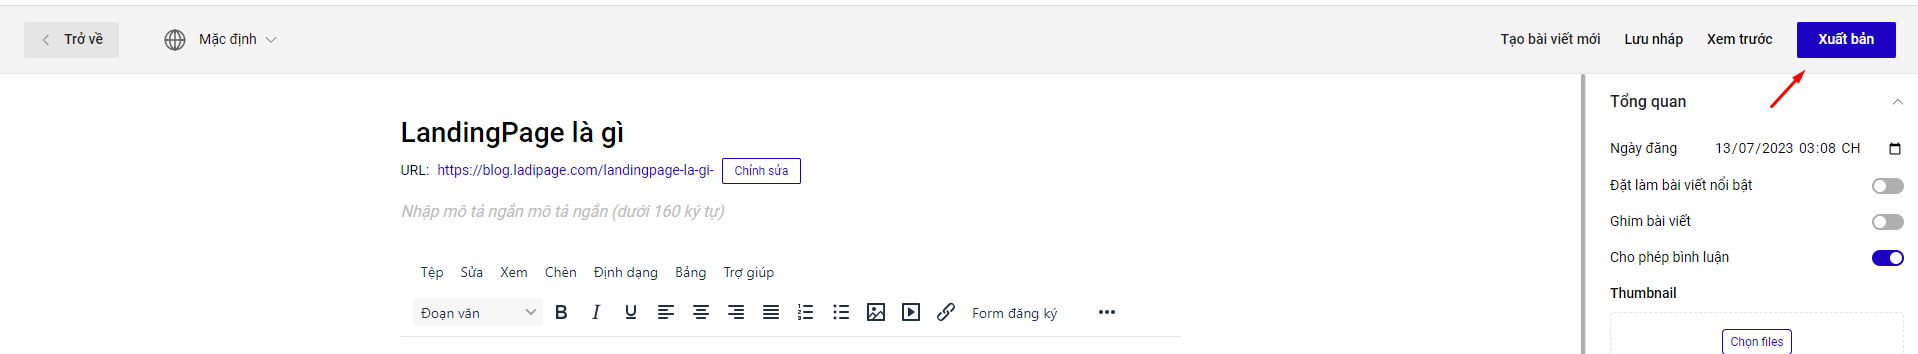 Trở về
Mặc định
Tạo bài viết mới
Lưu nháp
Xem trước
Xuất bản
LandingPage là gì
URL: https://blog.ladipage.com/landingpage-la-gi- Chỉnh sửa
Nhập mô tả ngắn mô tả ngắn (dưới 160 ký tự)
Tệp Sửa Xem Chèn Định dạng Bảng Trợ giúp
Đoạn văn B I U Form đăng ký
Tổng quan
Ngày đăng 13/07/2023 03:08 CH
Đặt làm bài viết nổi bật
Ghim bài viết
Cho phép bình luận
Thumbnail
Chọn files